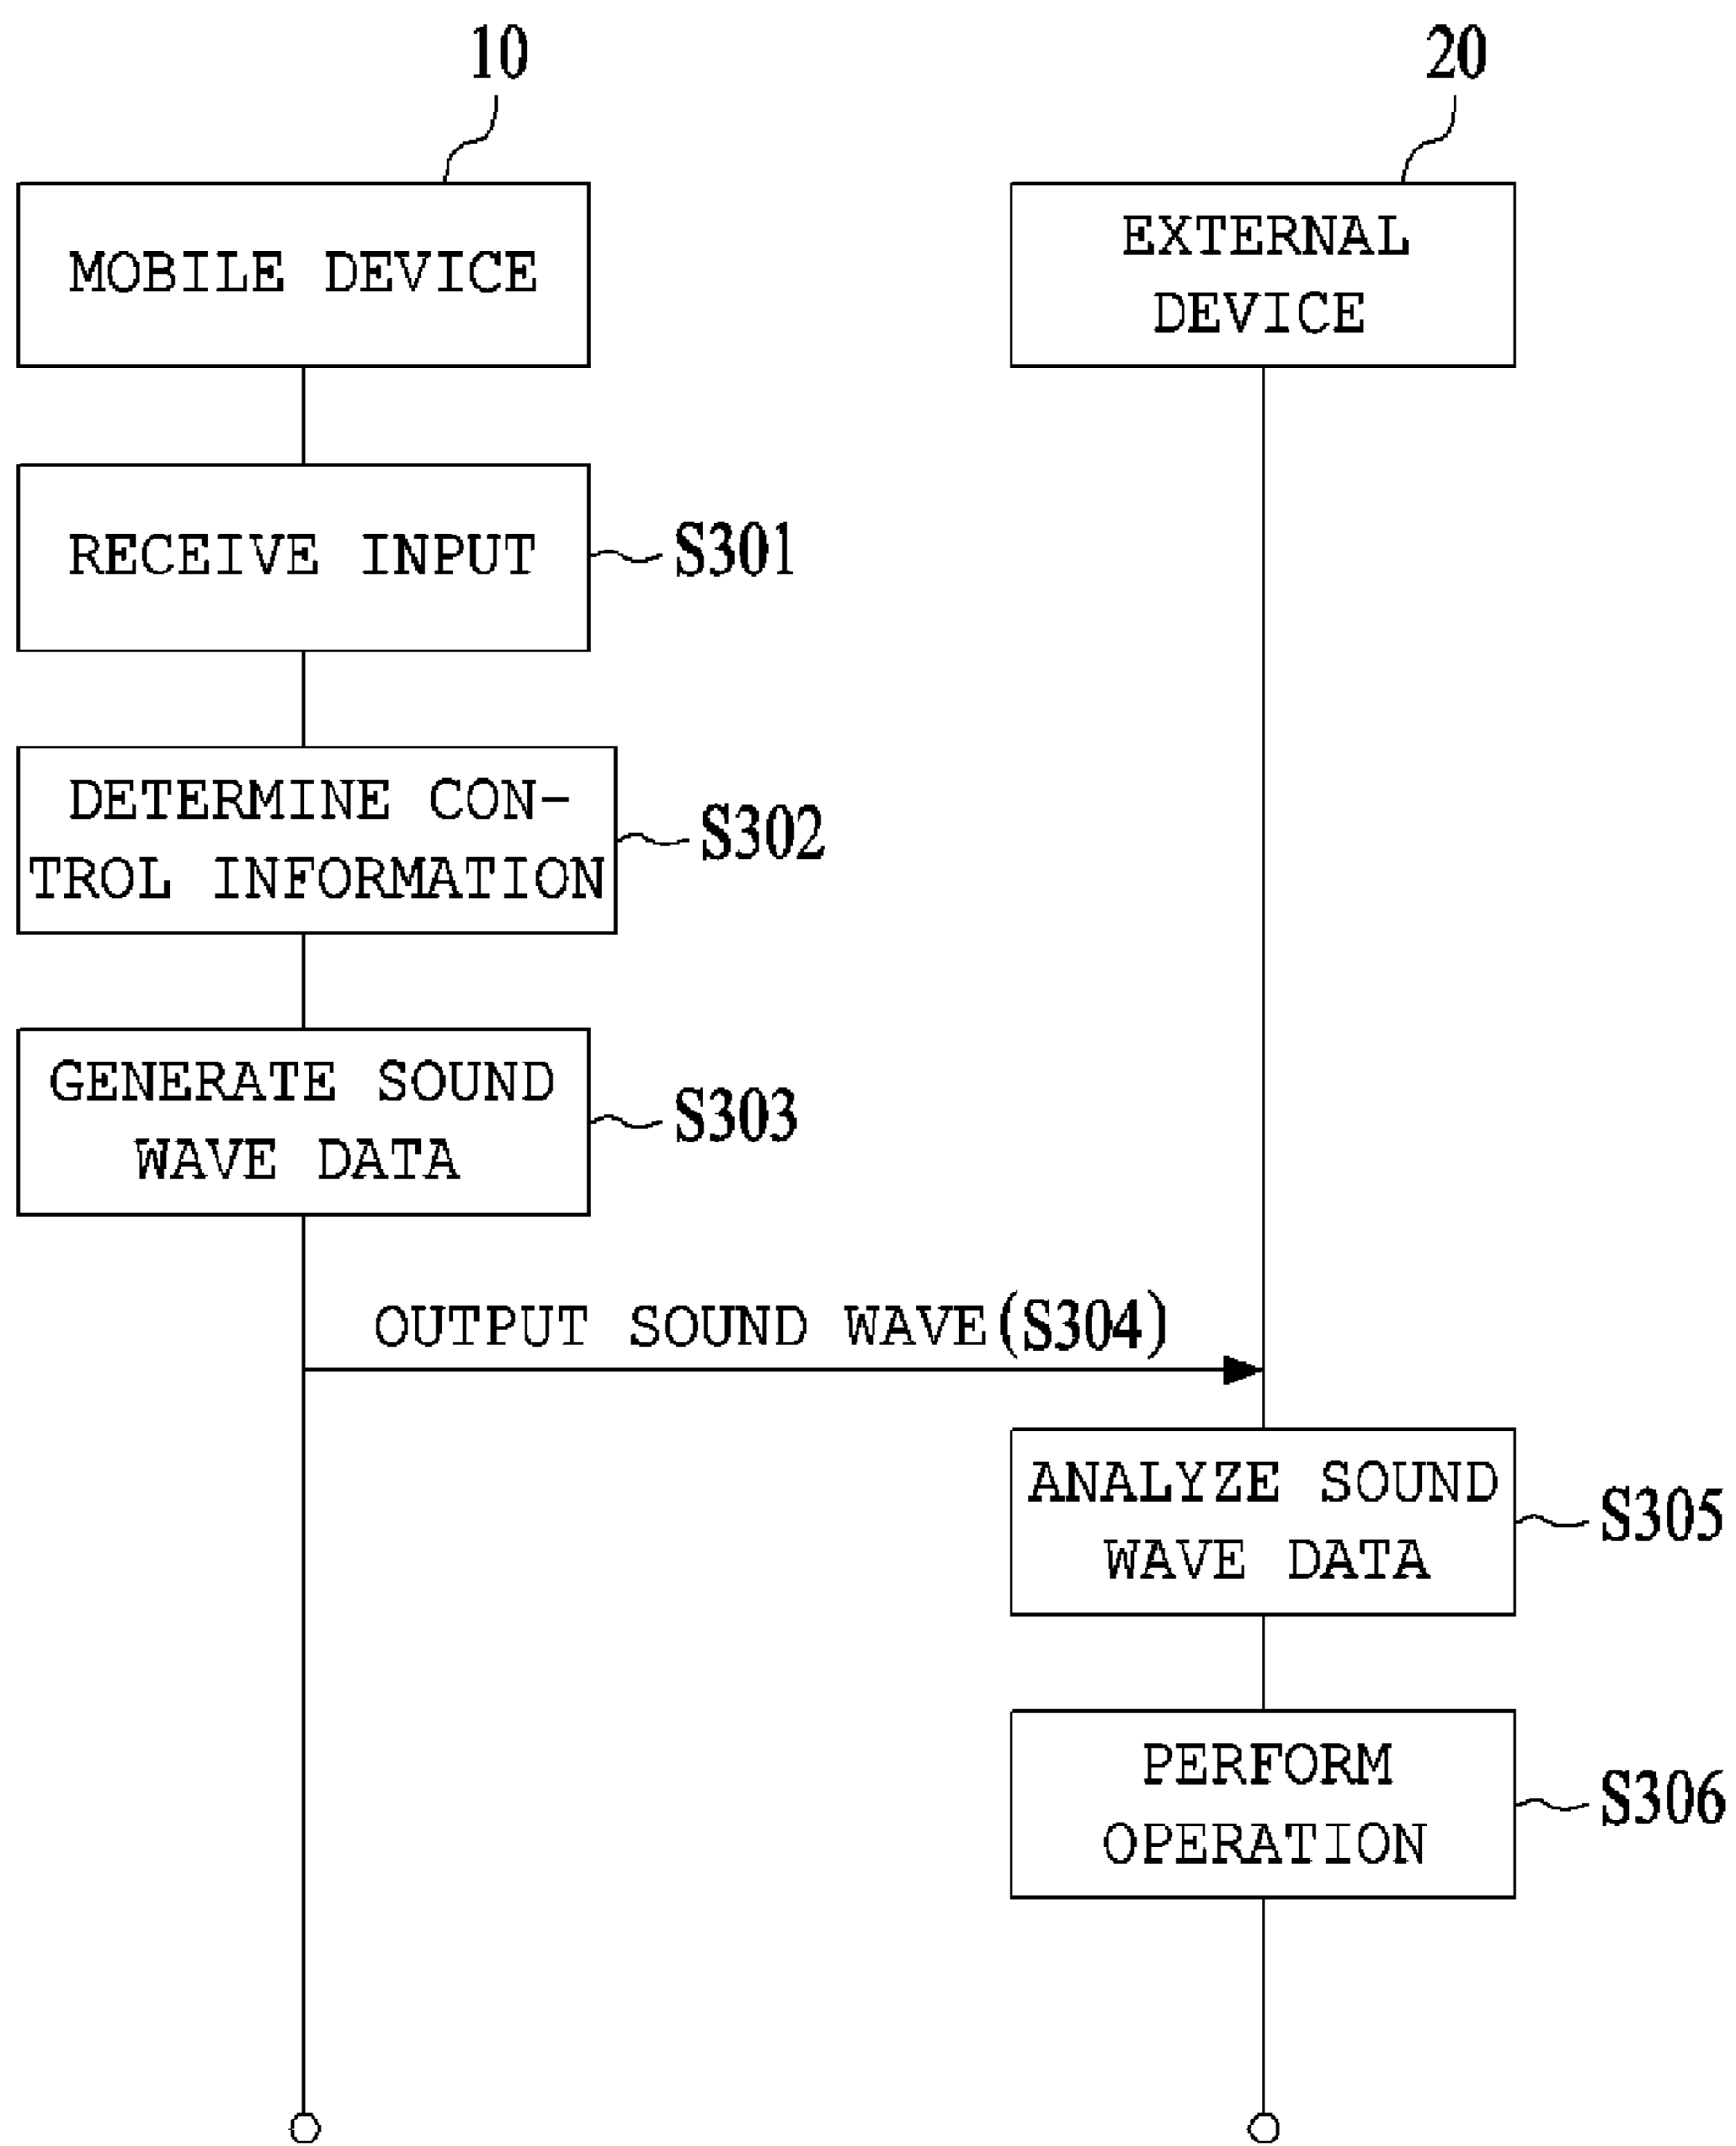 10
20
MOBILE DEVICE
EXTERNAL
DEVICE
RECEIVE INPUT
S301
DETERMINE CON-
TROL INFORMATION
S302
GENERATE SOUND
WAVE DATA
S303
OUTPUT SOUND WAVE(S304)
ANALYZE SOUND
WAVE DATA
S305
PERFORM
OPERATION
S306